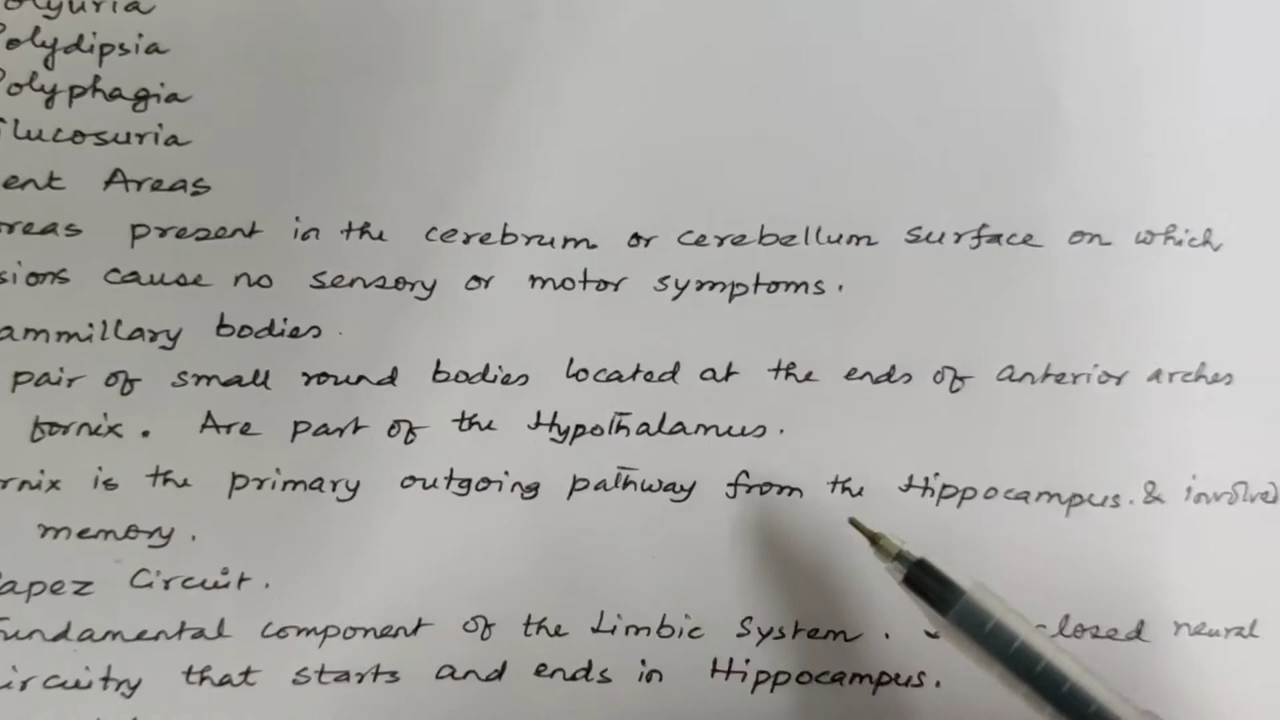 olyuria
Polydipsia
Polyphagia
Glucosuria
ent Areas
reas present in the cerebrum or cerebellum surface on which
sions cause no sensory or motor symptoms.
ammillary bodies.
pair of small round bodies located at the ends of anterior arches
fornix. Are part of the Hypothalamus.
rnix is the primary outgoing pathway from the Hippocampus. & involved
memory.
apez Circuit.
Fundamental component of the Limbic System. closed neural
ircuitry that starts and ends in Hippocampus.